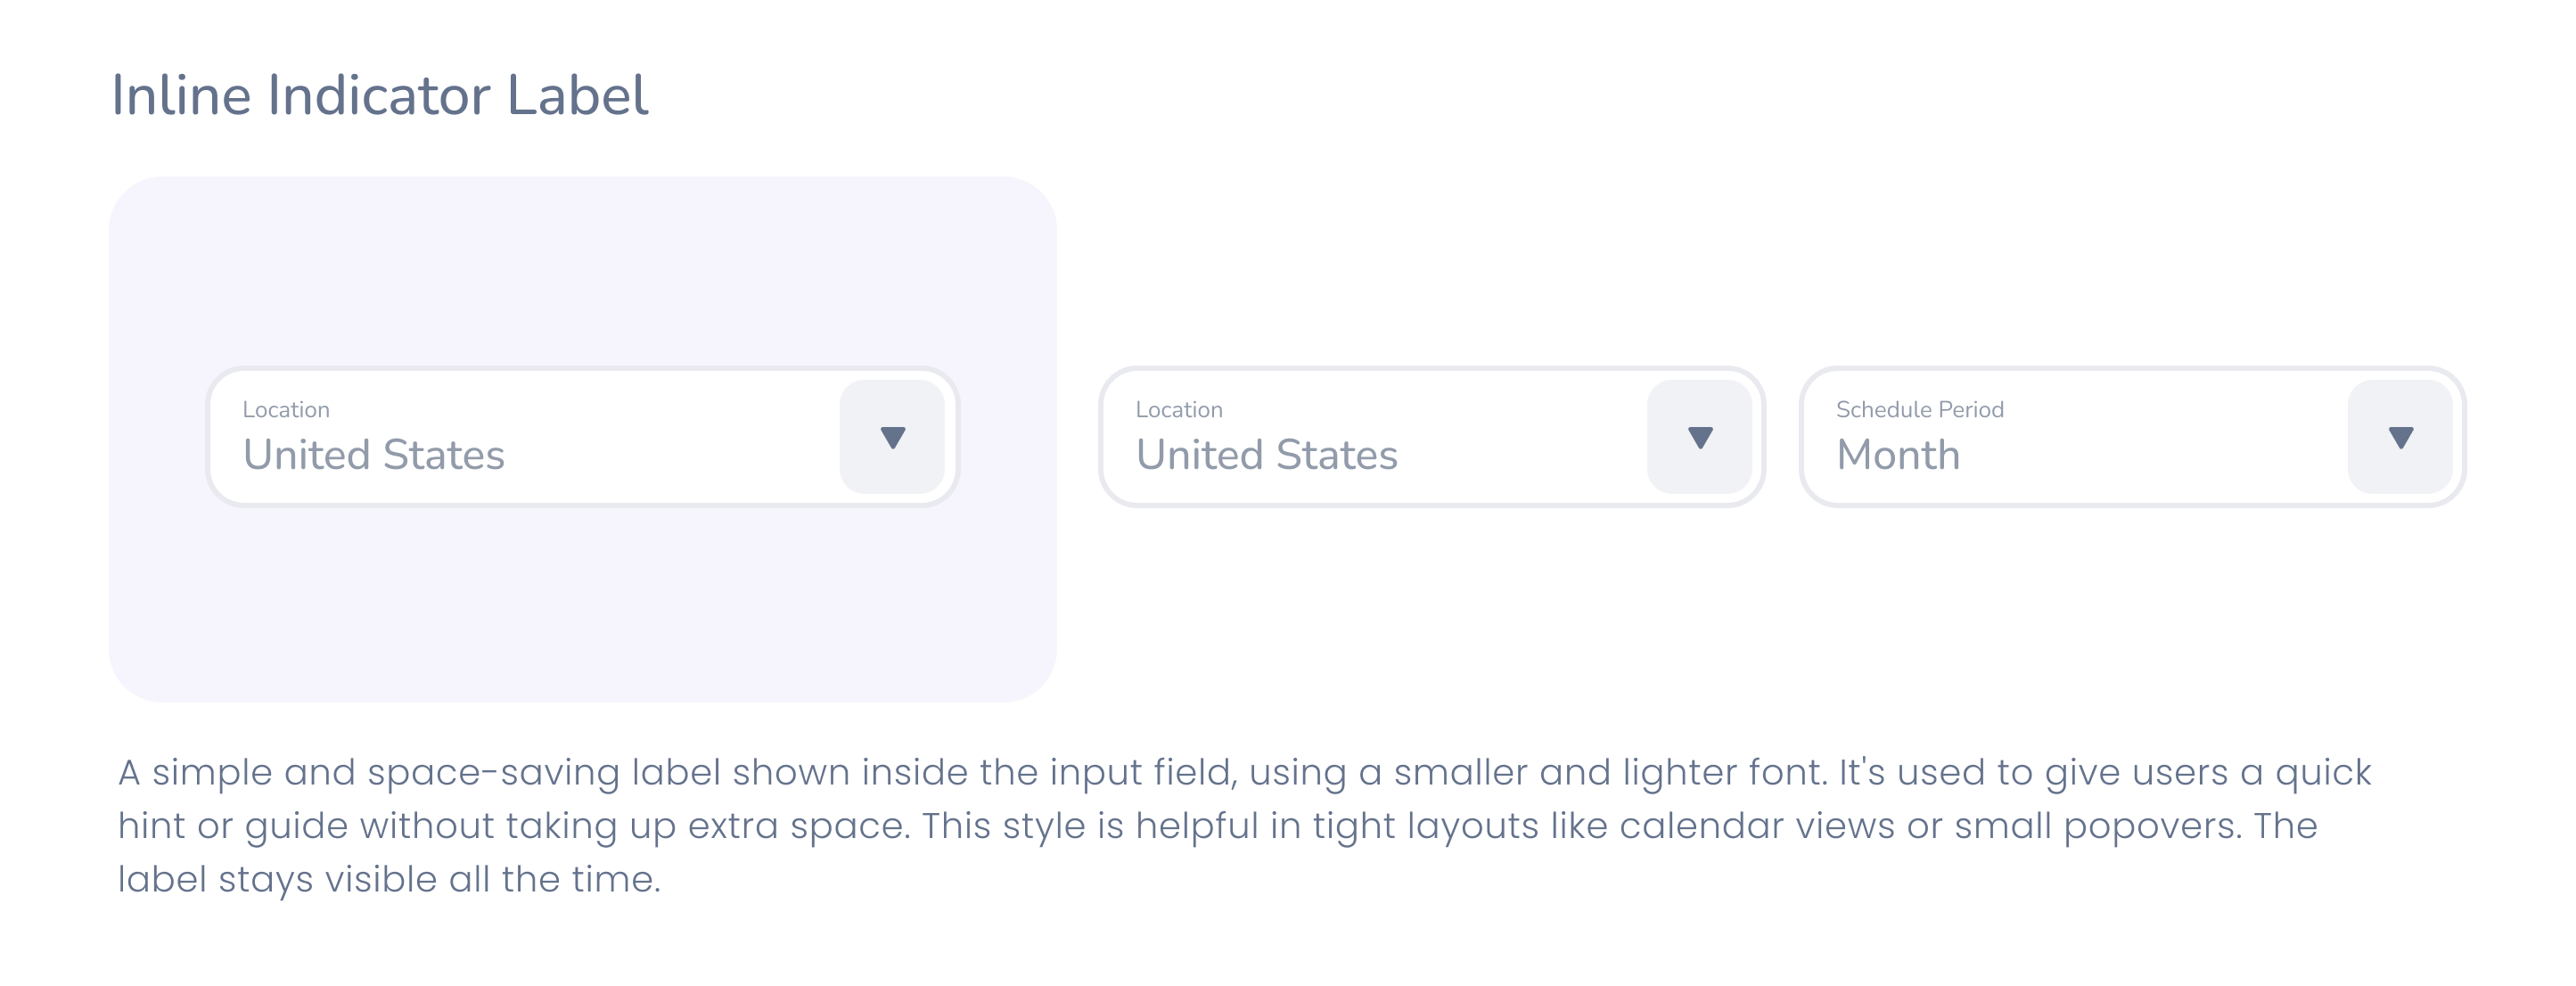 Inline Indicator Label
Location
United States
Location
United States
Schedule Period
Month
A simple and space-saving label shown inside the input field, using a smaller and lighter font. It's used to give users a quick
hint or guide without taking up extra space. This style is helpful in tight layouts like calendar views or small popovers. The
label stays visible all the time.